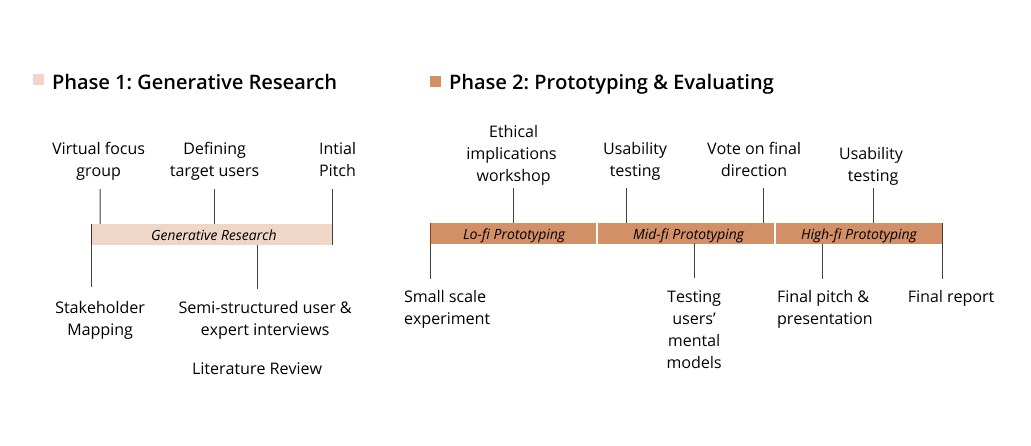 Phase 1: Generative Research
Virtual focus
group
Defining
target users
Intial
Pitch
Generative Research
Stakeholder
Mapping
Semi-structured user &
expert interviews
Literature Review
Phase 2: Prototyping & Evaluating
Ethical
implications
workshop
Usability
testing
Vote on final
direction
Usability
testing
Lo-fi Prototyping
Mid-fi Prototyping
High-fi Prototyping
Small scale
experiment
Testing
users’
mental
models
Final pitch &
presentation
Final report